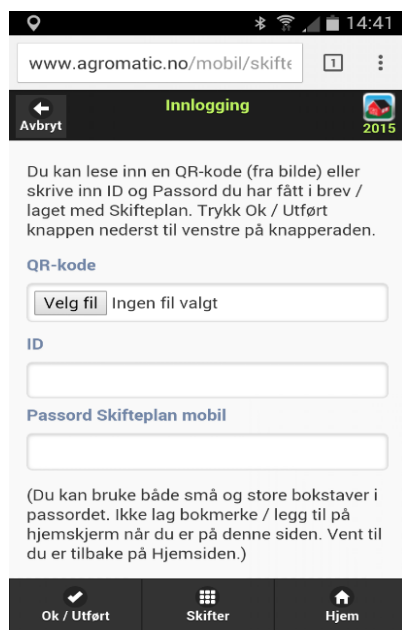 14:41
www.agromatic.no/mobil/skifte
1
Avbryt
Innlogging
2015
Du kan lese inn en QR-kode (fra bilde) eller
skrive inn ID og Passord du har fått i brev /
laget med Skifteplan. Trykk Ok / Utført
knappen nederst til venstre på knapperaden.
QR-kode
Velg fil Ingen fil valgt
ID
Passord Skifteplan mobil
(Du kan bruke både små og store bokstaver i
passordet. Ikke lag bokmerke / legg til på
hjemskjerm når du er på denne siden. Vent til
du er tilbake på Hjemsiden.)
Ok / Utført Skifter Hjem